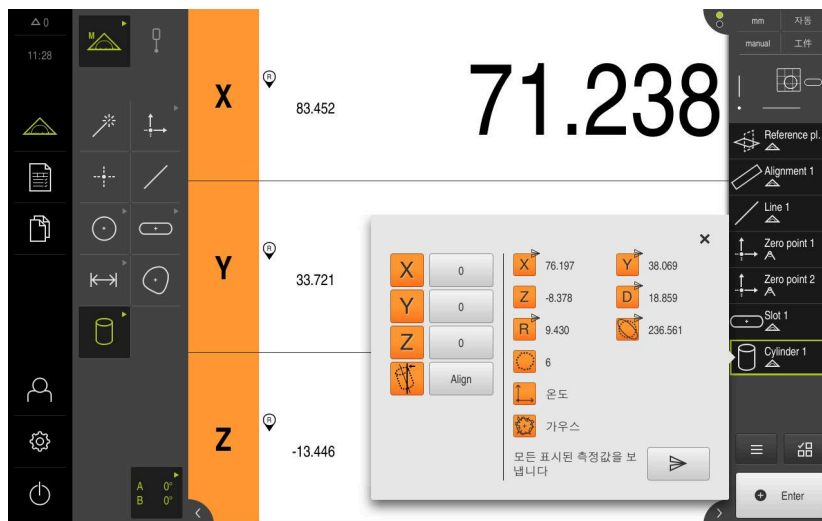 0
11:28
M
A 0°
B 0°
X
R
83.452
71.238
Y
R
33.721
Z
R
-13.446
X 0
Y 0
Z 0
Align
X 76.197
Y 38.069
Z -8.378
D 18.859
R 9.430
236.561
6
온도
가우스
모든 표시된 측정값을 보
냅니다
mm 자동
manual 工件
Reference pl.
Alignment 1
Line 1
Zero point 1
Zero point 2
Slot 1
Cylinder 1
Enter